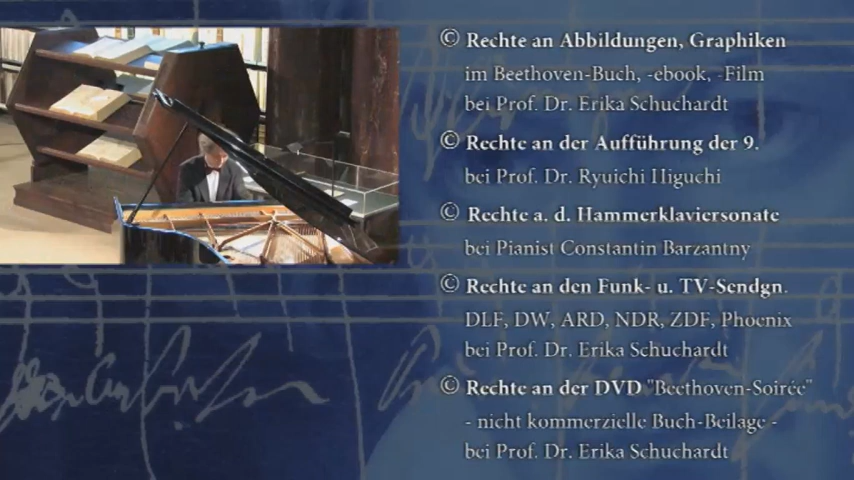 © Rechte an Abbildungen, Graphiken
im Beethoven-Buch, -ebook, -Film
bei Prof. Dr. Erika Schuchardt
© Rechte an der Aufführung der 9.
bei Prof. Dr. Ryuichi Higuchi
© Rechte a. d. Hammerklaviersonate
bei Pianist Constantin Barzantny
© Rechte an den Funk- u. TV-Sendgn.
DLF, DW, ARD, NDR, ZDF, Phoenix
bei Prof. Dr. Erika Schuchardt
© Rechte an der DVD "Beethoven-Soirée"
- nicht kommerzielle Buch-Beilage -
bei Prof. Dr. Erika Schuchardt